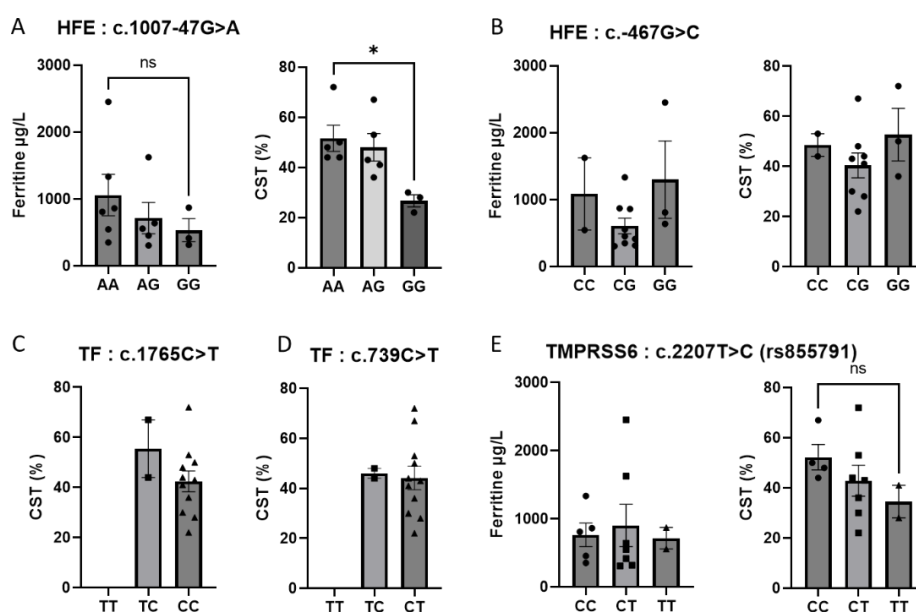 A HFE : c.1007-47G>A
Ferritine µg/L
3000
2000
1000
0
ns
AA AG GG
CST (%)
80
60
40
20
0
*
AA AG GG
B HFE : c.-467G>C
Ferritine µg/L
3000
2000
1000
0
CC CG GG
CST (%)
80
60
40
20
0
CC CG GG
C TF : c.1765C>T
CST (%)
80
60
40
20
0
TT TC CC
D TF : c.739C>T
CST (%)
80
60
40
20
0
TT TC CT
E TMPRSS6 : c.2207T>C (rs855791)
Ferritine µg/L
3000
2000
1000
0
CC CT TT
CST (%)
80
60
40
20
0
ns
CC CT TT